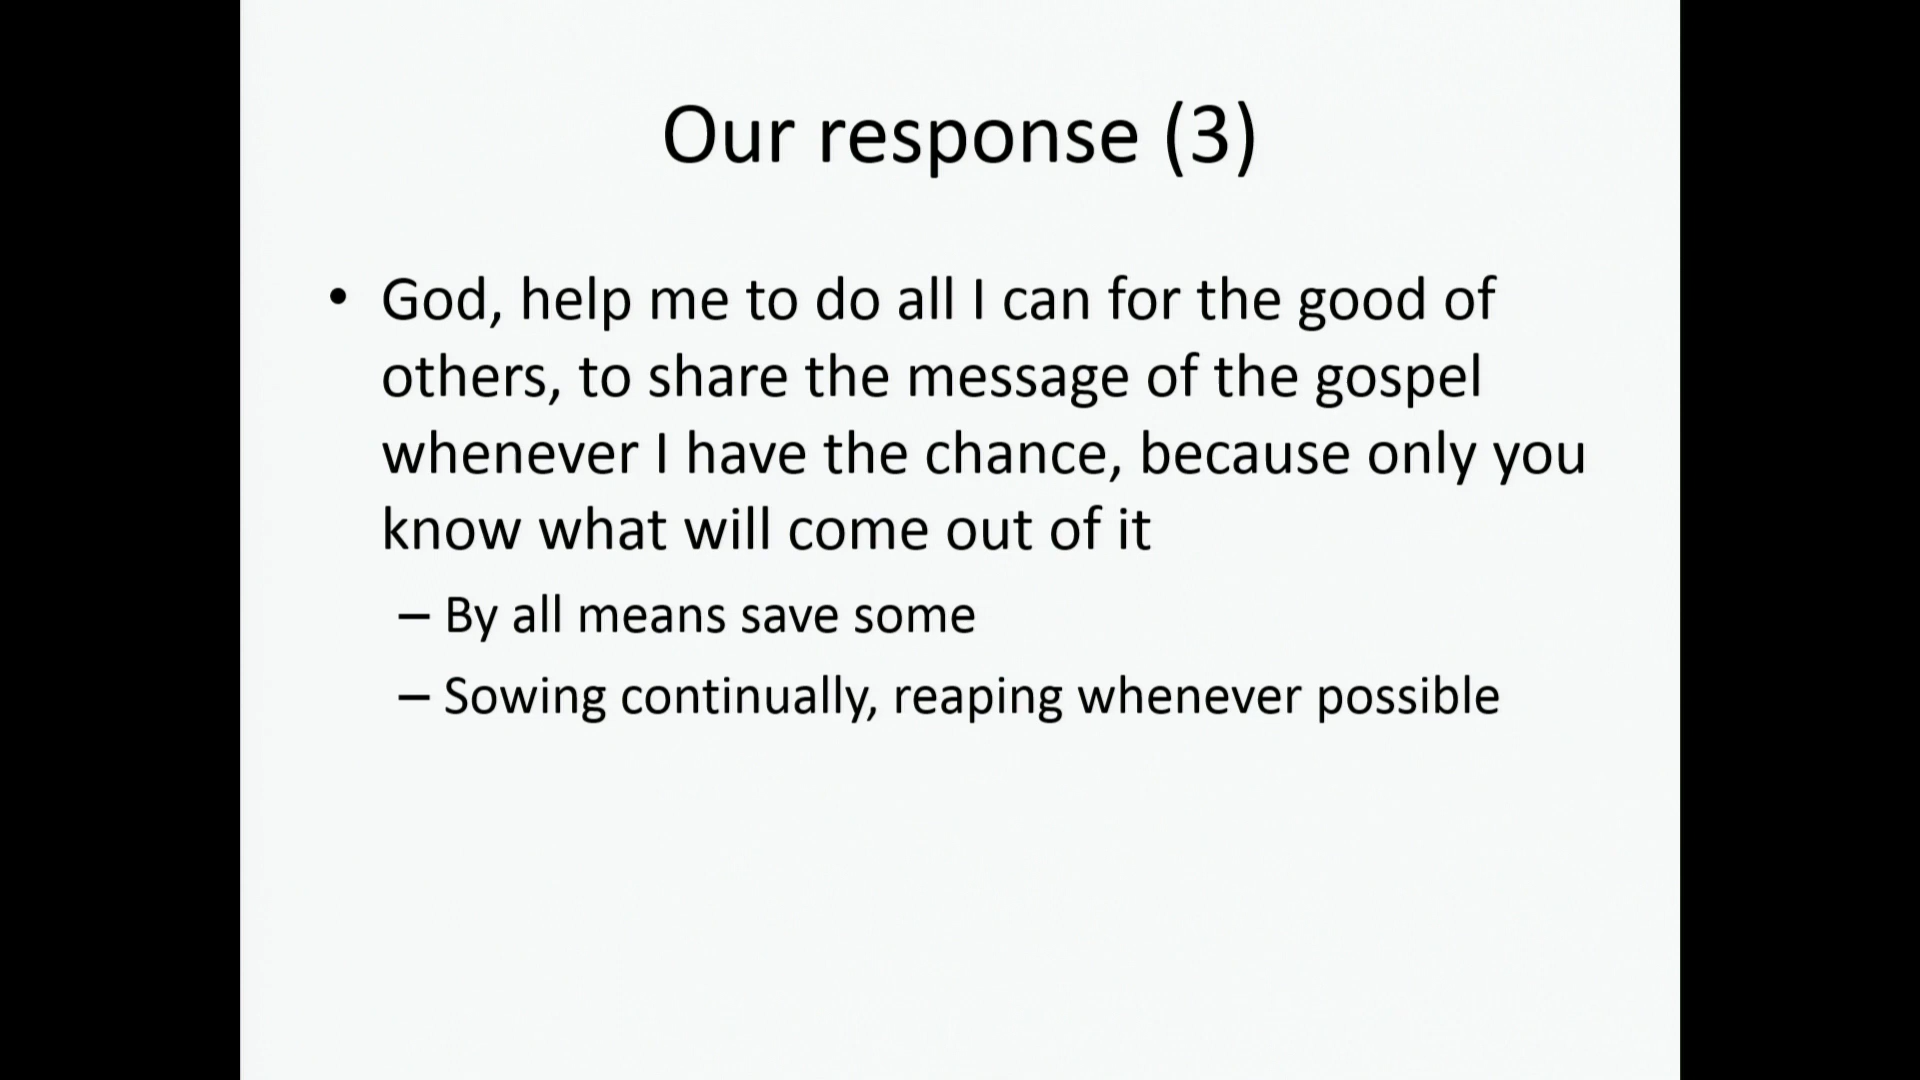 Our response (3)
• God, help me to do all I can for the good of
others, to share the message of the gospel
whenever I have the chance, because only you
know what will come out of it
– By all means save some
– Sowing continually, reaping whenever possible